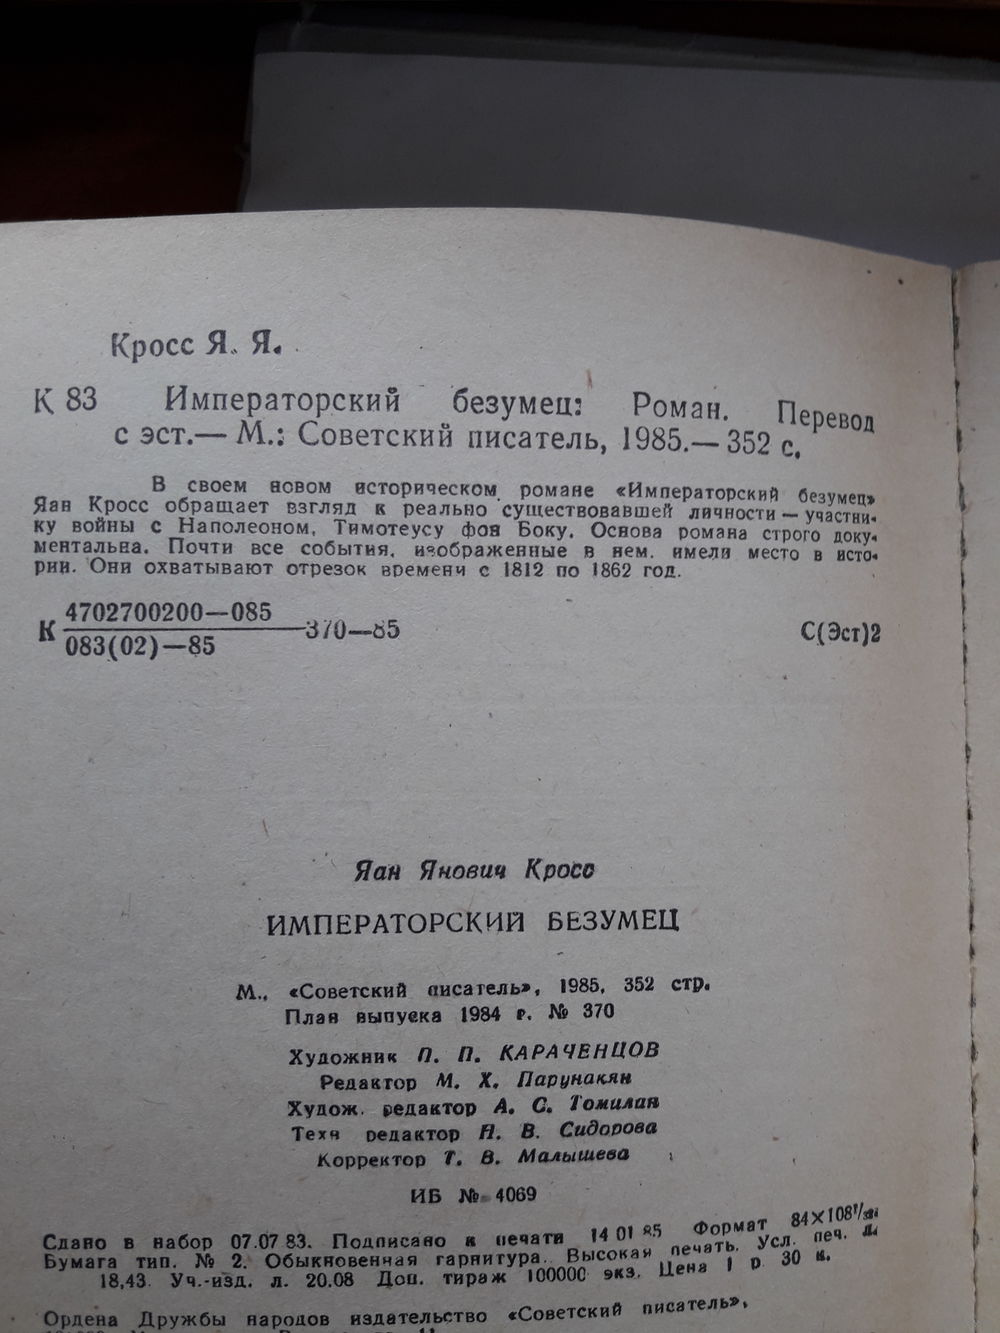 Кросс Я. Я.
К 83 Императорский безумец: Роман. Перевод
с эст.— М.: Советский писатель, 1985.— 352 с.
В своем новом историческом романе «Императорский безумец»
Яан Кросс обращает взгляд к реально существовавшей личности — участни-
ку войны с Наполеоном, Тимотеусу фон Боку. Основа романа строго доку-
ментальна. Почти все события, изображенные в нем, имели место в исто-
рии. Они охватывают отрезок времени с 1812 по 1862 год.
К 4702700200—085
083(02)—85 370—85 С(Эст)2
Яан Янович Кросс
ИМПЕРАТОРСКИЙ БЕЗУМЕЦ
М., «Советский писатель», 1985, 352 стр.
План выпуска 1984 г. № 370
Художник П. П. КАРАЧЕНЦОВ
Редактор М. Х. Парунакян
Худож. редактор А. С. Томилин
Техн редактор Н. В. Сидорова
Корректор Т. В. Малышева
ИБ № 4069
Сдано в набор 07.07 83. Подписано к печати 14 01 85 Формат 84×108¹/₃₂
Бумага тип. № 2. Обыкновенная гарнитура. Высокая печать. Усл. печ. л.
18,43. Уч.-изд. л. 20.08 Доп. тираж 100000 экз. Цена 1 р 30 к.
Ордена Дружбы народов издательство «Советский писатель»,